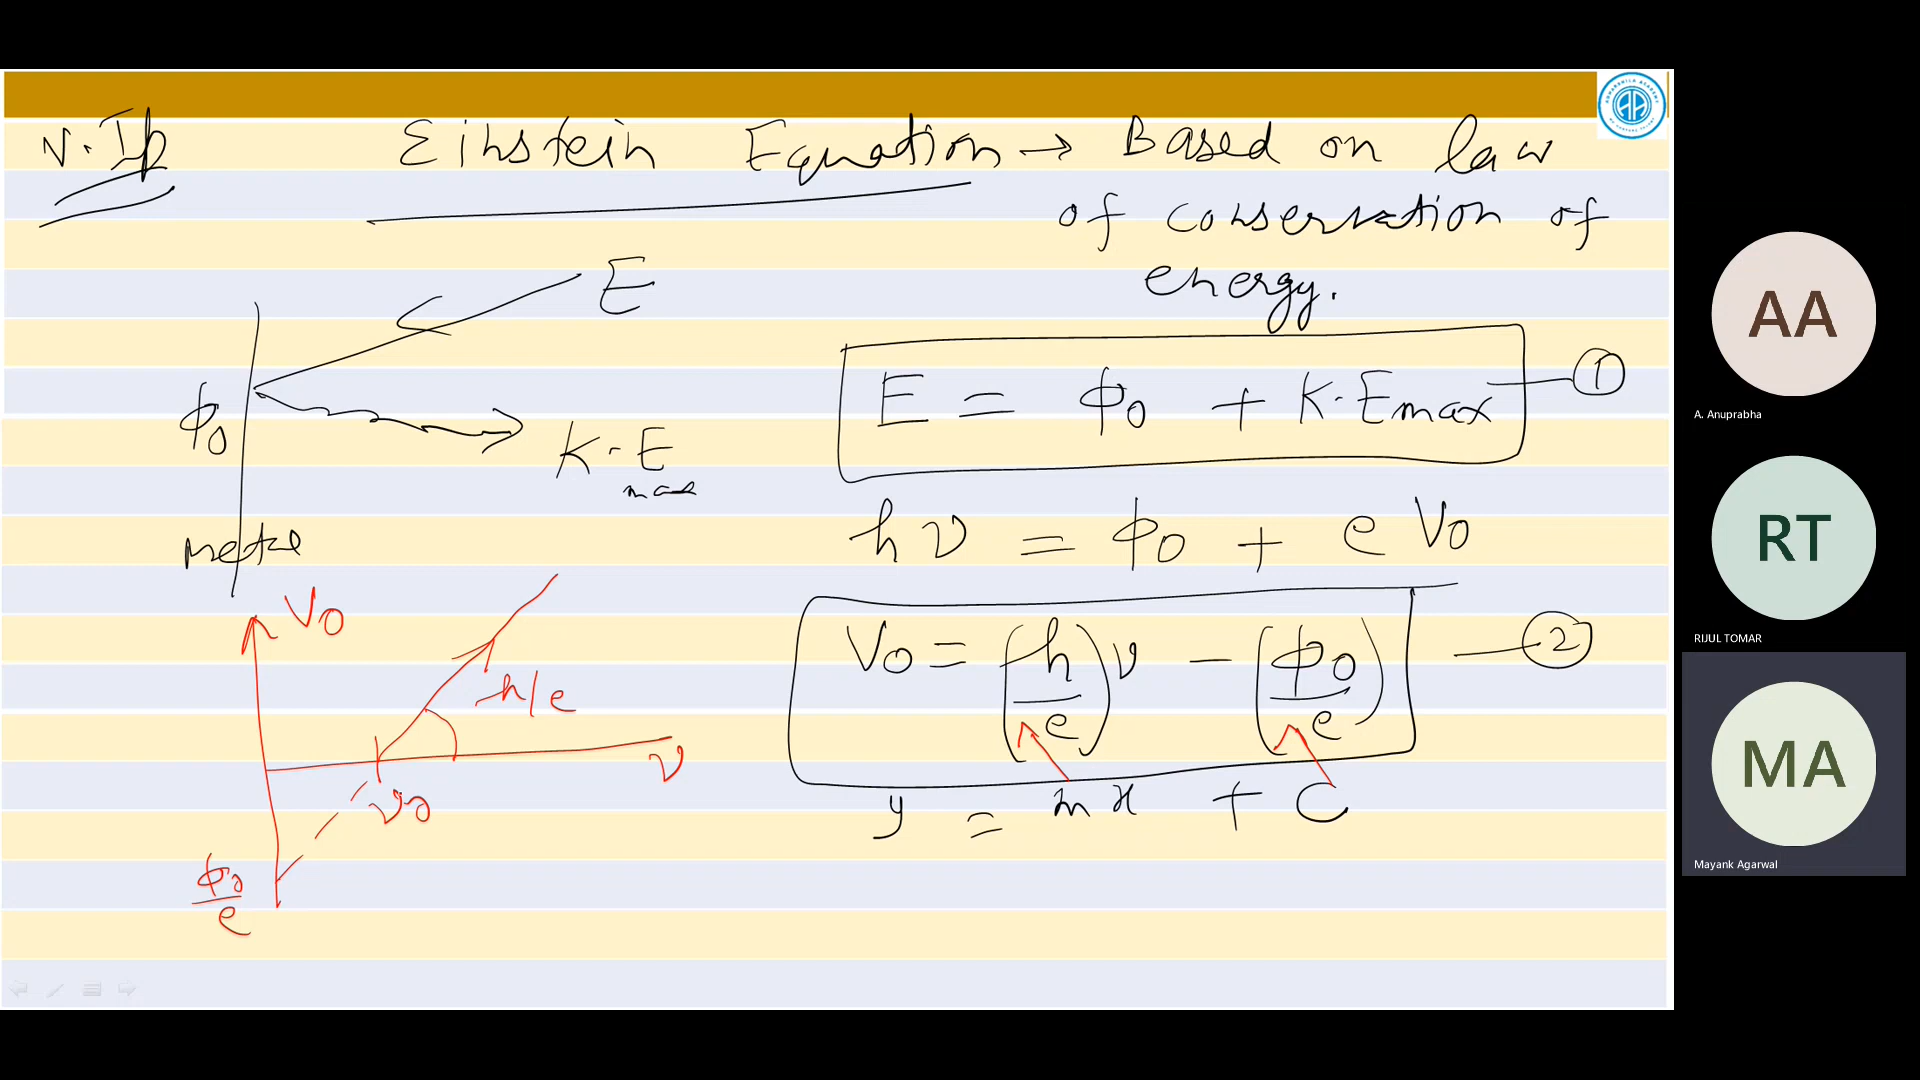 V. Ip
Einstein Equation → Based on law
of conservation of
energy.
E
ϕ0
K.E
max
metal
E = ϕ0 + K.Emax — ①
hν = ϕ0 + eV0
V0 = (h/e)ν − (ϕ0/e) — ②
y = mx + C
V0
h/e
ν
ν0
ϕ0/e
AA
A. Anuprabha
RT
RIJUL TOMAR
MA
Mayank Agarwal